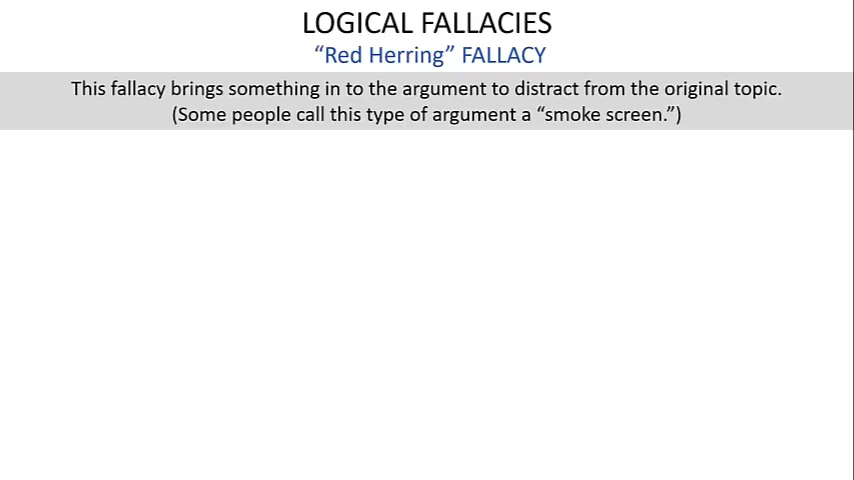 LOGICAL FALLACIES
“Red Herring” FALLACY
This fallacy brings something in to the argument to distract from the original topic.
(Some people call this type of argument a “smoke screen.”)